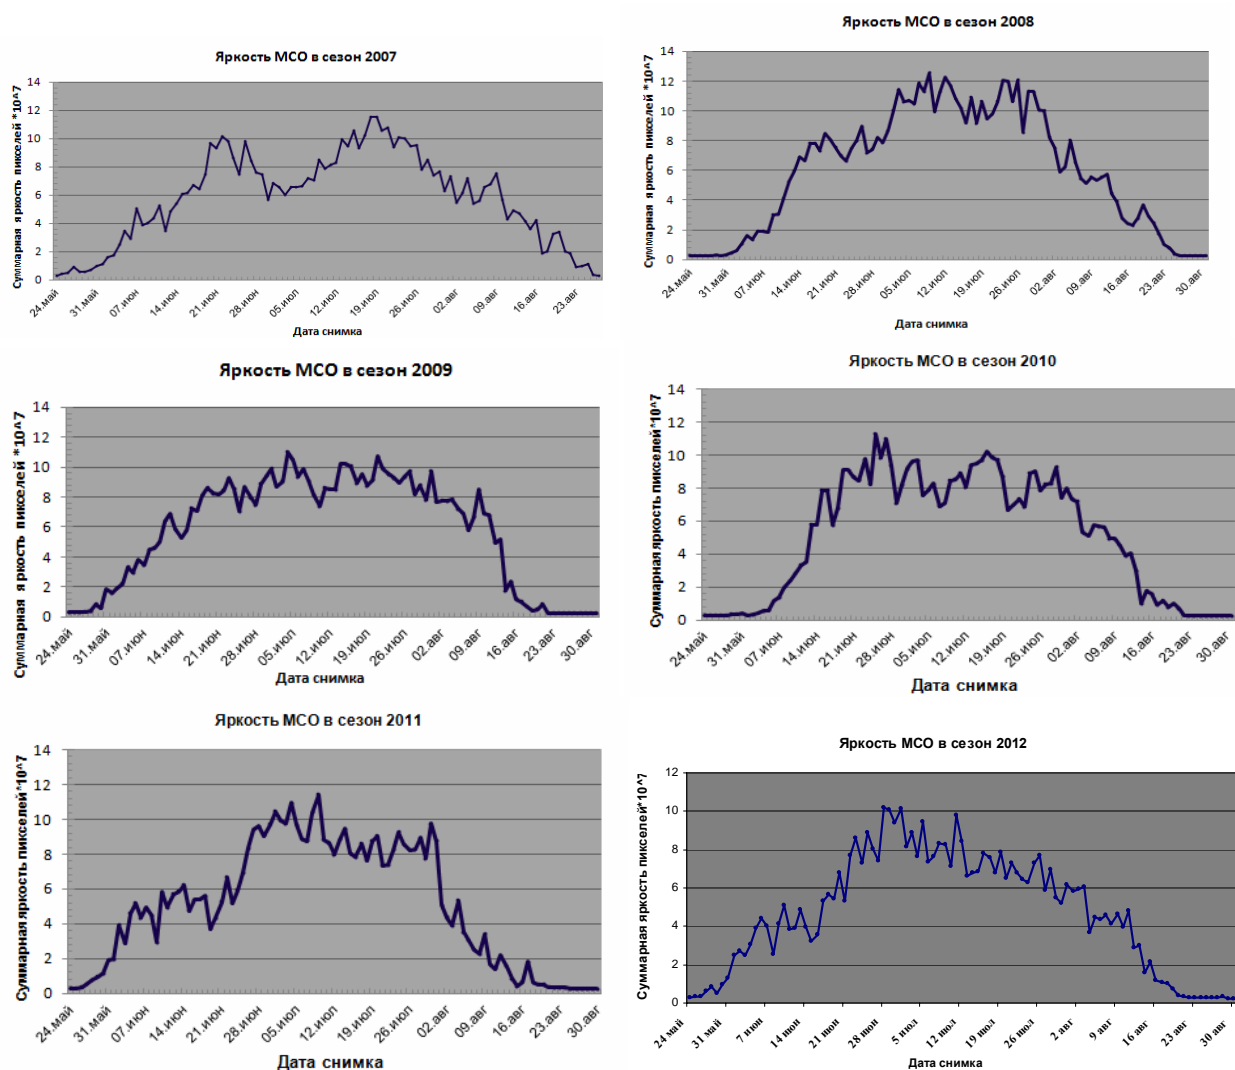 Яркость МСО в сезон 2007
Суммарная яркость пикселей *10^7
14
12
10
8
6
4
2
0
24.май
31.май
07.июн
14.июн
21.июн
28.июн
05.июл
12.июл
19.июл
26.июл
02.авг
09.авг
16.авг
23.авг
Дата снимка
Яркость МСО в сезон 2008
Суммарная яркость пикселей *10^7
14
12
10
8
6
4
2
0
24.май
31.май
07.июн
14.июн
21.июн
28.июн
05.июл
12.июл
19.июл
26.июл
02.авг
09.авг
16.авг
23.авг
30.авг
Дата снимка
Яркость МСО в сезон 2009
Суммарная яркость пикселей *10^7
14
12
10
8
6
4
2
0
24.май
31.май
07.июн
14.июн
21.июн
28.июн
05.июл
12.июл
19.июл
26.июл
02.авг
09.авг
16.авг
23.авг
30.авг
Дата снимка
Яркость МСО в сезон 2010
Суммарная яркость пикселей*10^7
14
12
10
8
6
4
2
0
24.май
31.май
07.июн
14.июн
21.июн
28.июн
05.июл
12.июл
19.июл
26.июл
02.авг
09.авг
16.авг
23.авг
30.авг
Дата снимка
Яркость МСО в сезон 2011
Суммарная яркость пикселей*10^7
14
12
10
8
6
4
2
0
24.май
31.май
07.июн
14.июн
21.июн
28.июн
05.июл
12.июл
19.июл
26.июл
02.авг
09.авг
16.авг
23.авг
30.авг
Дата снимка
Яркость МСО в сезон 2012
Суммарная яркость пикселей*10^7
12
10
8
6
4
2
0
24 май
31 май
7 июн
14 июн
21 июн
28 июн
5 июл
12 июл
19 июл
26 июл
2 авг
9 авг
16 авг
23 авг
30 авг
Дата снимка